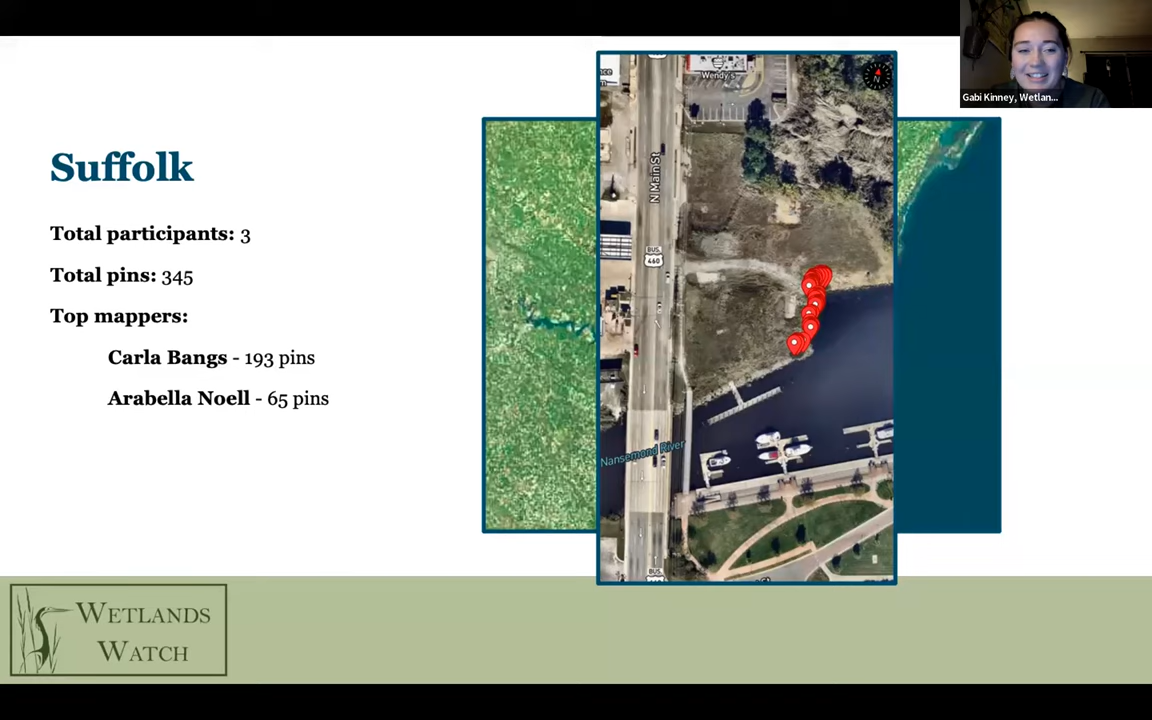 Gabi Kinney, Wetlan...
Suffolk
Total participants: 3
Total pins: 345
Top mappers:
Carla Bangs - 193 pins
Arabella Noell - 65 pins
Wendy's
N
N Main St
BUS
460
Nansemond River
BUS
WETLANDS
WATCH